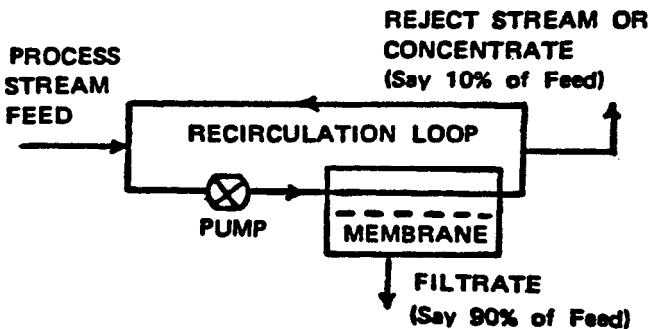 REJECT STREAM OR
CONCENTRATE
(Say 10% of Feed)
PROCESS
STREAM
FEED
RECIRCULATION LOOP
PUMP
MEMBRANE
FILTRATE
(Say 90% of Feed)